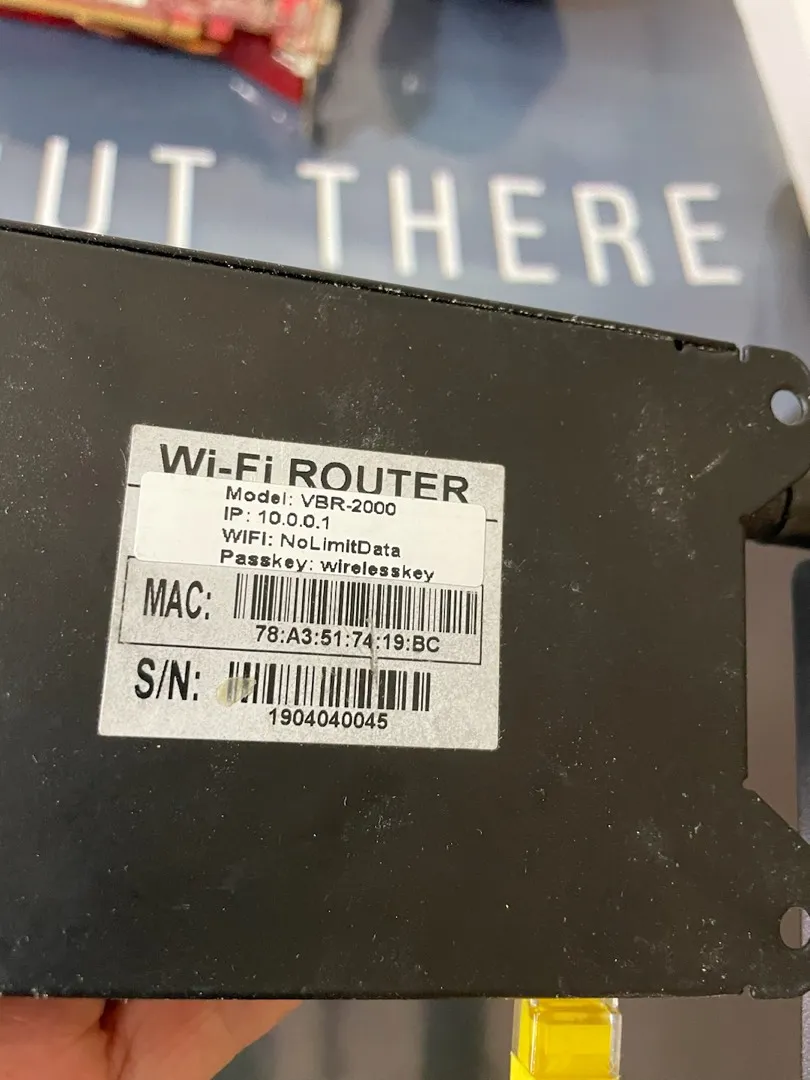 UT THERE
Wi-Fi ROUTER
Model: VBR-2000
IP: 10.0.0.1
WIFI: NoLimitData
Passkey: wirelesskey
MAC:
78:A3:51:74:19:BC
S/N:
1904040045